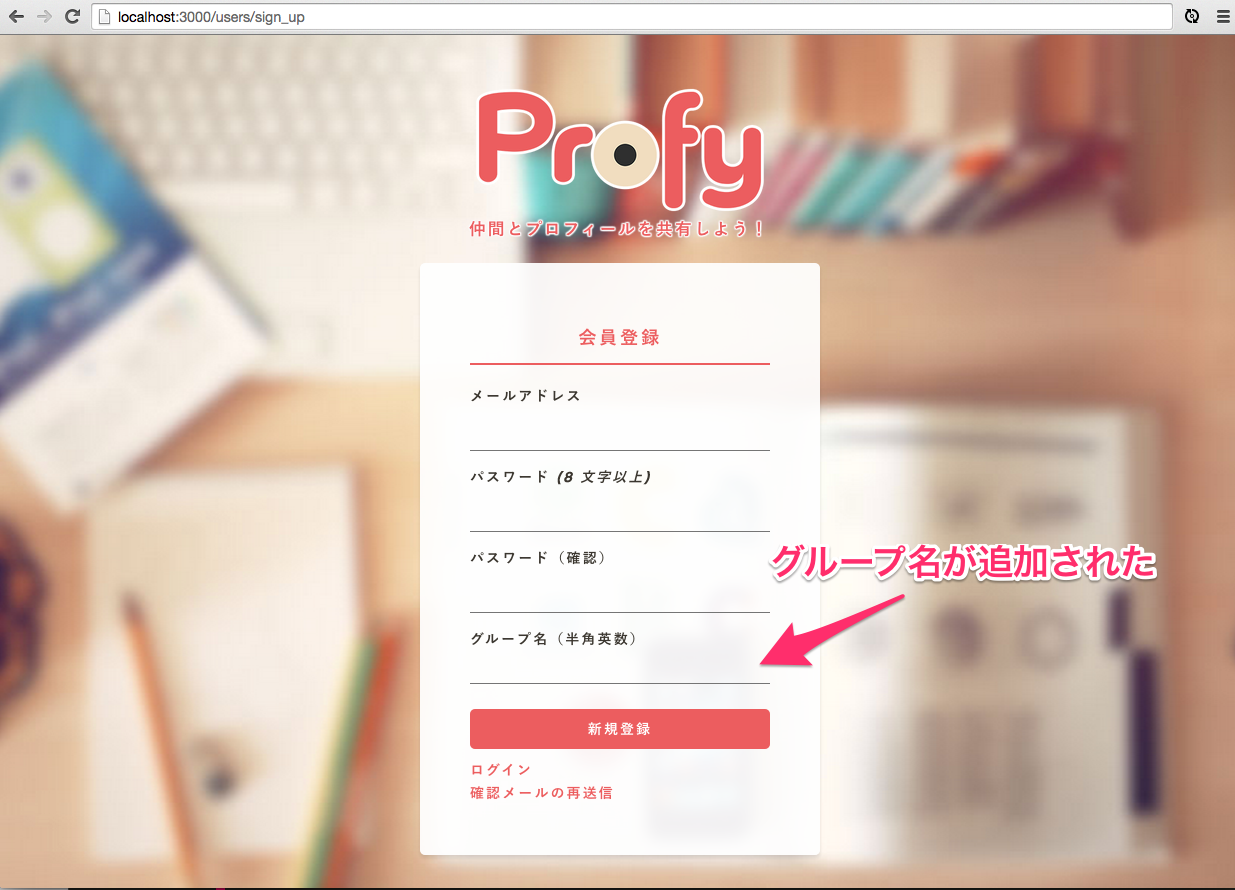 localhost:3000/users/sign_up
Profy
仲間とプロフィールを共有しよう！
会員登録
メールアドレス
パスワード (8 文字以上)
パスワード（確認）
グループ名が追加された
グループ名（半角英数）
新規登録
ログイン
確認メールの再送信